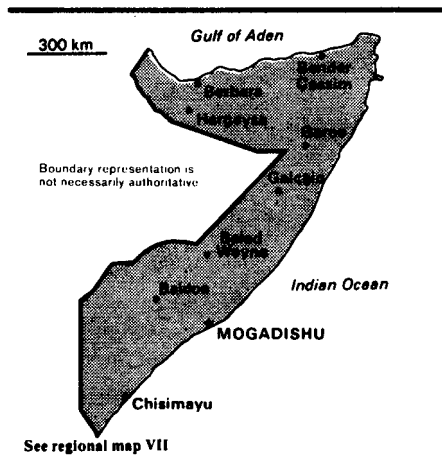 300 km
Gulf of Aden
Bender
Cassim
Berbera
Hargeysa
Garoe
Galcaio
Boundary representation is
not necessarily authoritative
Beled
Weyne
Indian Ocean
Baidoa
MOGADISHU
Chisimayu
See regional map VII